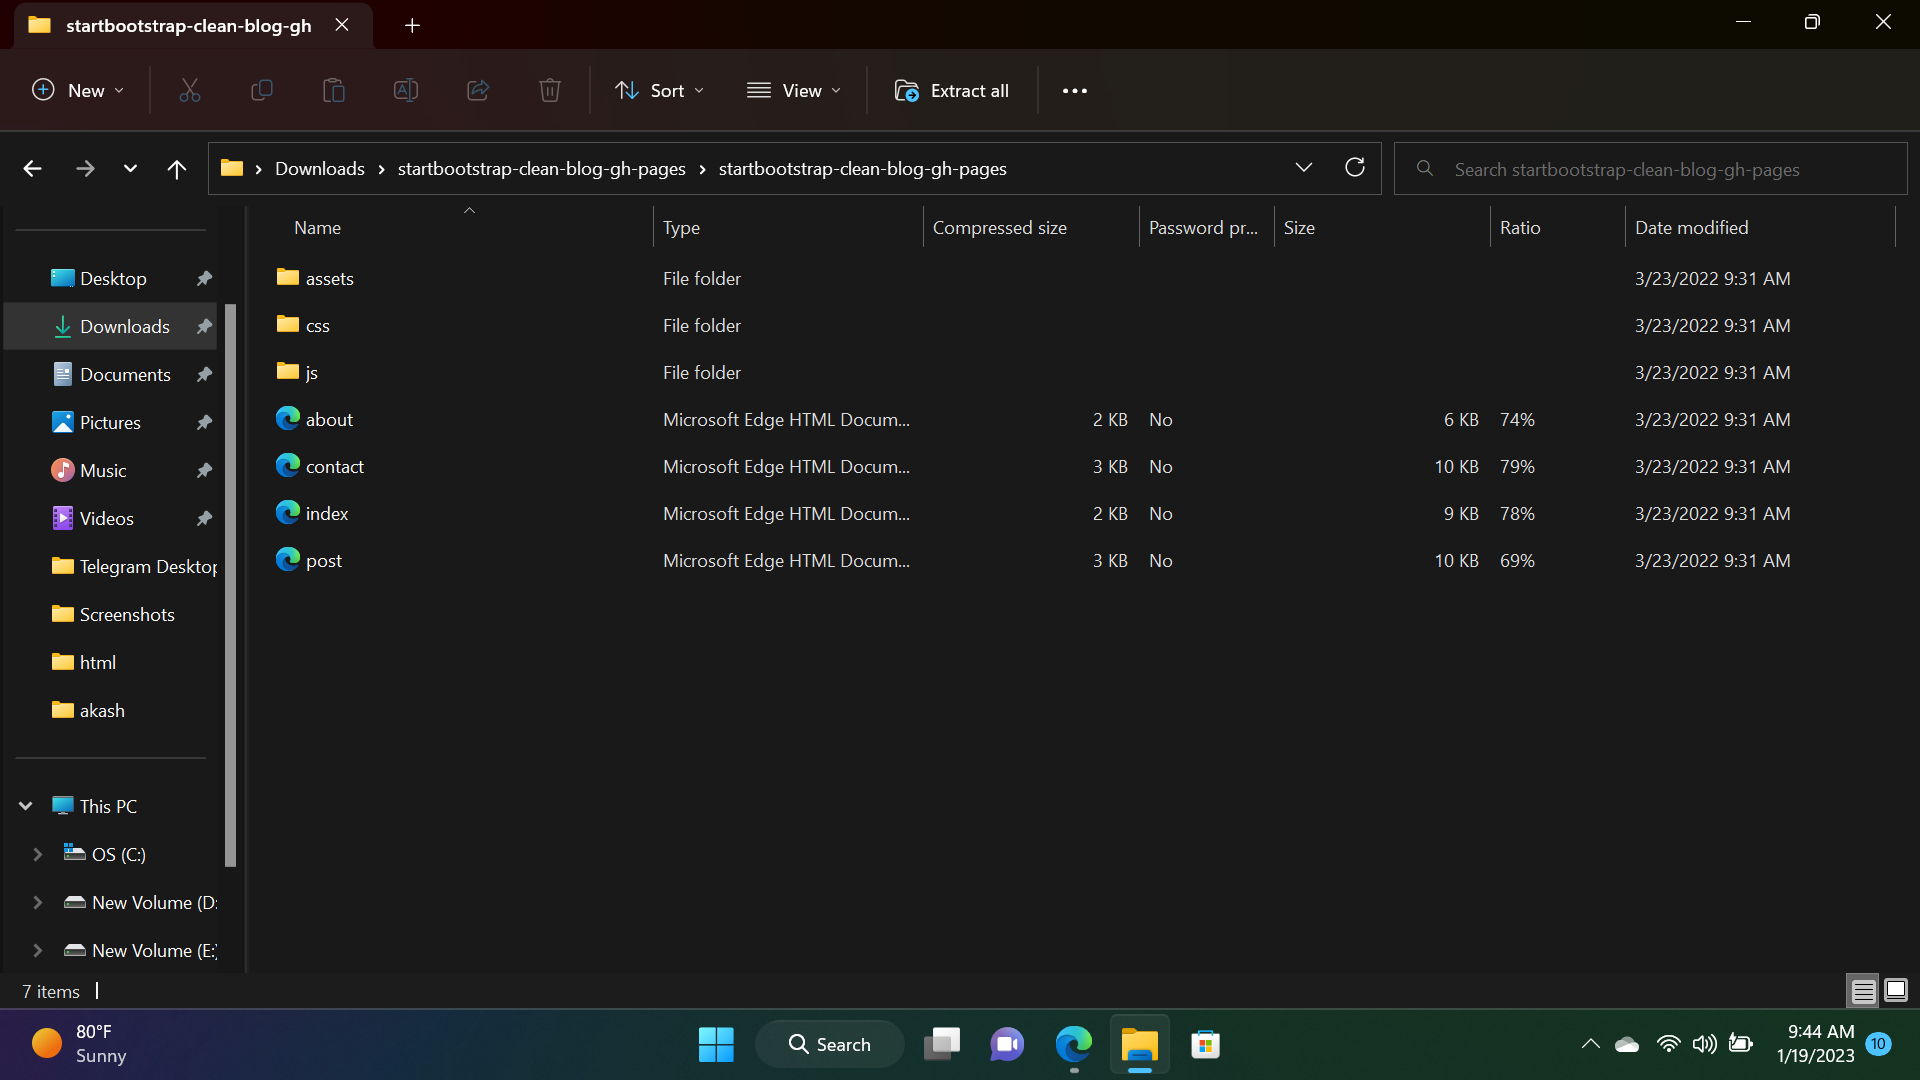 startbootstrap-clean-blog-gh
New
Sort
View
Extract all
Downloads
startbootstrap-clean-blog-gh-pages
startbootstrap-clean-blog-gh-pages
Search startbootstrap-clean-blog-gh-pages
Name Type Compressed size Password pr... Size Ratio Date modified
Desktop
Downloads
Documents
Pictures
Music
Videos
Telegram Desktop
Screenshots
html
akash
This PC
OS (C:)
New Volume (D:
New Volume (E:)
assets File folder 3/23/2022 9:31 AM
css File folder 3/23/2022 9:31 AM
js File folder 3/23/2022 9:31 AM
about Microsoft Edge HTML Docum... 2 KB No 6 KB 74% 3/23/2022 9:31 AM
contact Microsoft Edge HTML Docum... 3 KB No 10 KB 79% 3/23/2022 9:31 AM
index Microsoft Edge HTML Docum... 2 KB No 9 KB 78% 3/23/2022 9:31 AM
post Microsoft Edge HTML Docum... 3 KB No 10 KB 69% 3/23/2022 9:31 AM
7 items
80°F
Sunny
Search
9:44 AM
1/19/2023
10